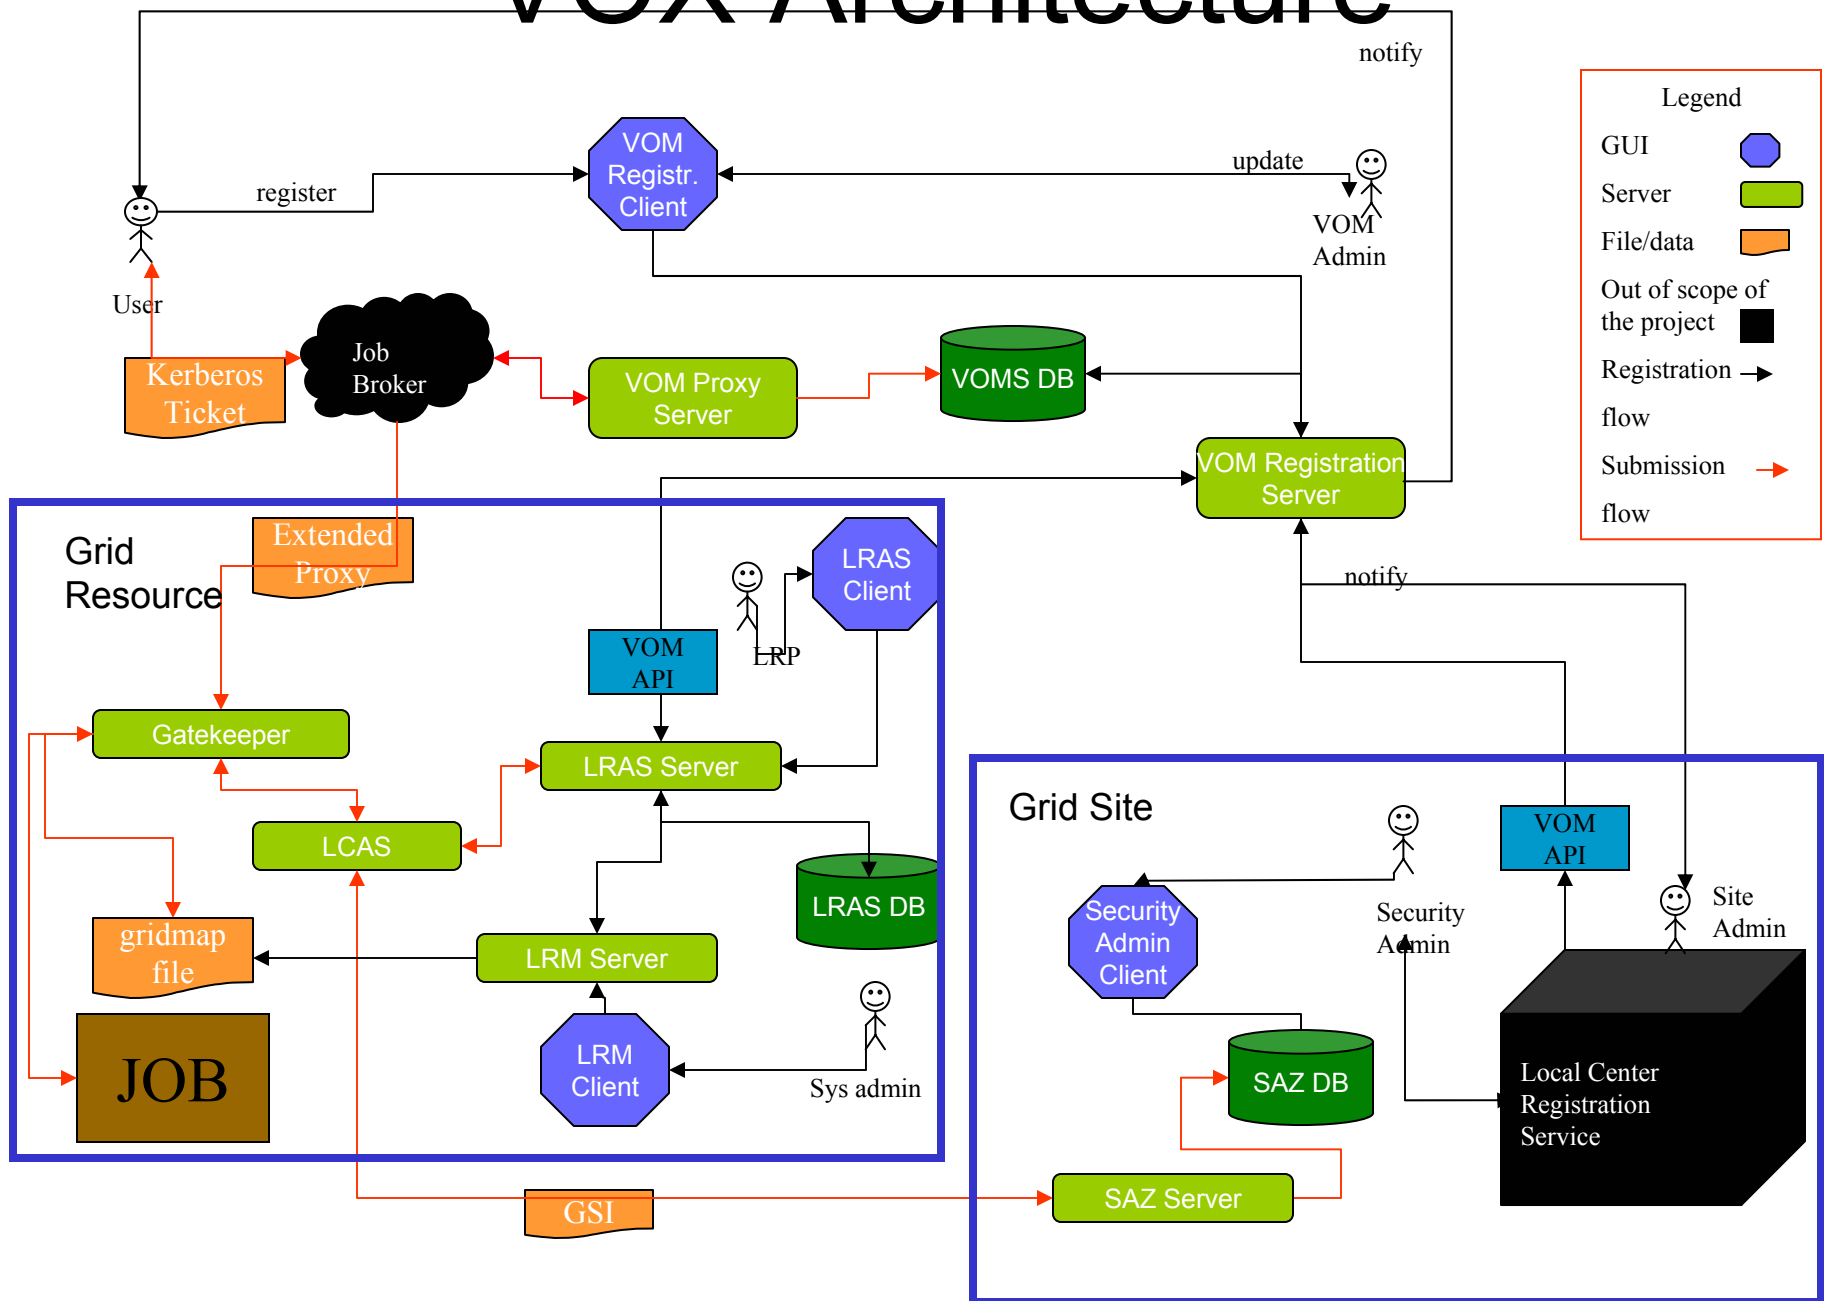 VOX Architecture
notify
Legend
GUI
Server
File/data
Out of scope of
the project
Registration
flow
Submission
flow
VOM
Registr.
Client
register
update
VOM
Admin
User
Job
Broker
Kerberos
Ticket
VOM Proxy
Server
VOMS DB
VOM Registration
Server
Grid
Resource
Extended
Proxy
LRAS
Client
notify
VOM
API
LRP
Gatekeeper
LRAS Server
Grid Site
LCAS
VOM
API
LRAS DB
Security
Admin
Client
Security
Admin
Site
Admin
gridmap
file
LRM Server
LRM
Client
Sys admin
JOB
SAZ DB
Local Center
Registration
Service
GSI
SAZ Server